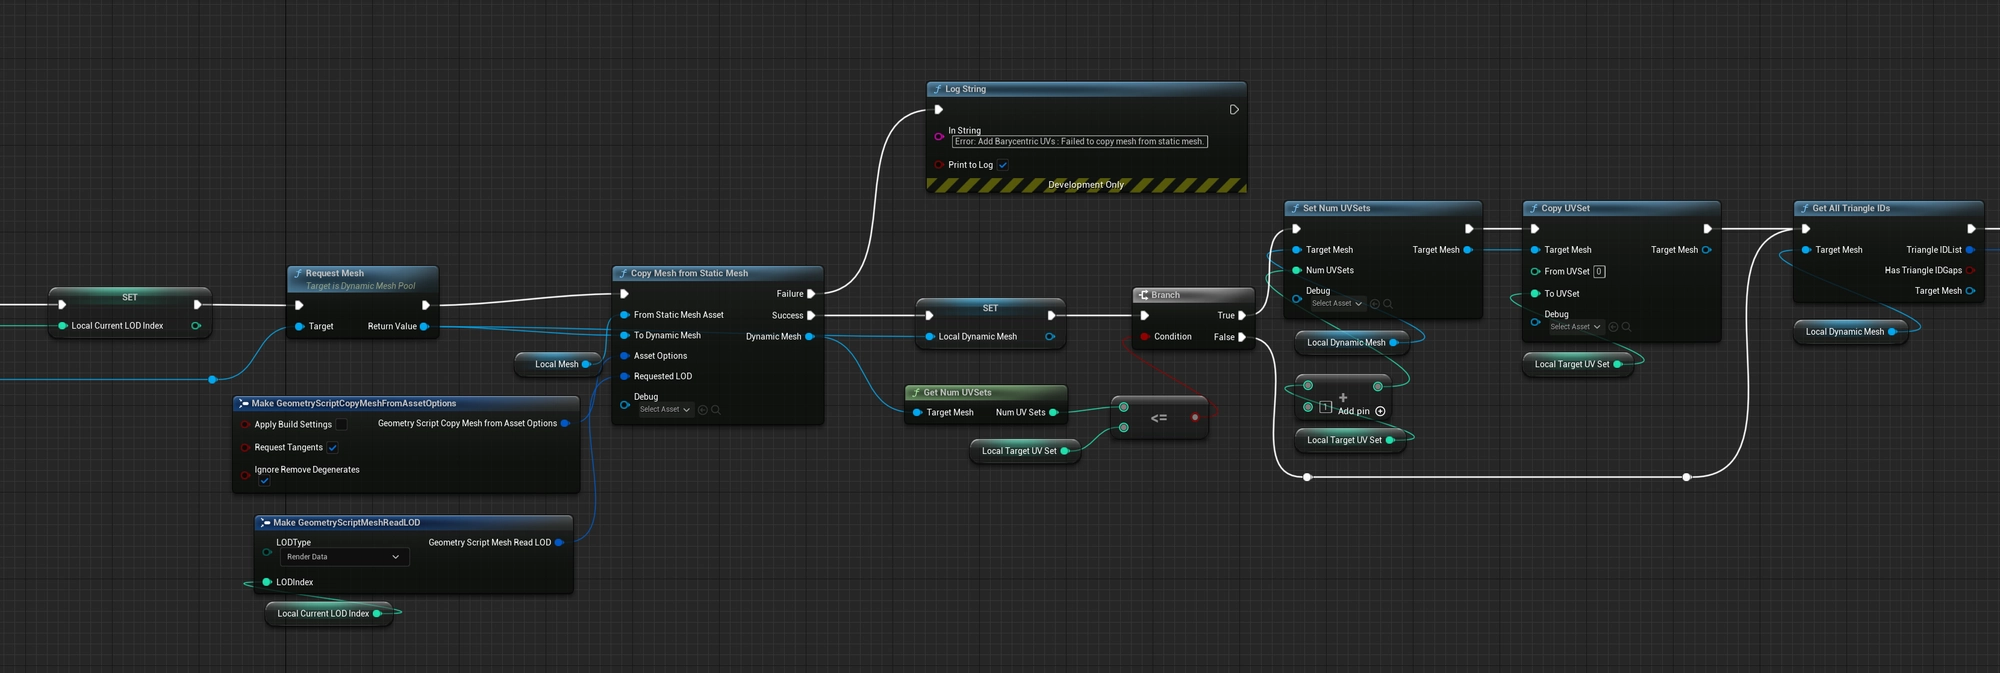 Log String
In String
Error: Add Barycentric UVs : Failed to copy mesh from static mesh.
Print to Log
Development Only
SET
Local Current LOD Index
Request Mesh
Target is Dynamic Mesh Pool
Target
Return Value
Copy Mesh from Static Mesh
Failure
From Static Mesh Asset
Success
To Dynamic Mesh
Dynamic Mesh
Asset Options
Requested LOD
Debug
Select Asset
Local Mesh
Make GeometryScriptCopyMeshFromAssetOptions
Apply Build Settings
Geometry Script Copy Mesh from Asset Options
Request Tangents
Ignore Remove Degenerates
Make GeometryScriptMeshReadLOD
LODType
Render Data
Geometry Script Mesh Read LOD
LODIndex
Local Current LOD Index
SET
Local Dynamic Mesh
Get Num UVSets
Target Mesh
Num UV Sets
Local Target UV Set
<=
Branch
True
Condition
False
Set Num UVSets
Target Mesh
Target Mesh
Num UVSets
Debug
Select Asset
Local Dynamic Mesh
+
1
Add pin
Local Target UV Set
Copy UVSet
Target Mesh
Target Mesh
From UVSet 0
To UVSet
Debug
Select Asset
Local Target UV Set
Get All Triangle IDs
Target Mesh
Triangle IDList
Has Triangle IDGaps
Target Mesh
Local Dynamic Mesh